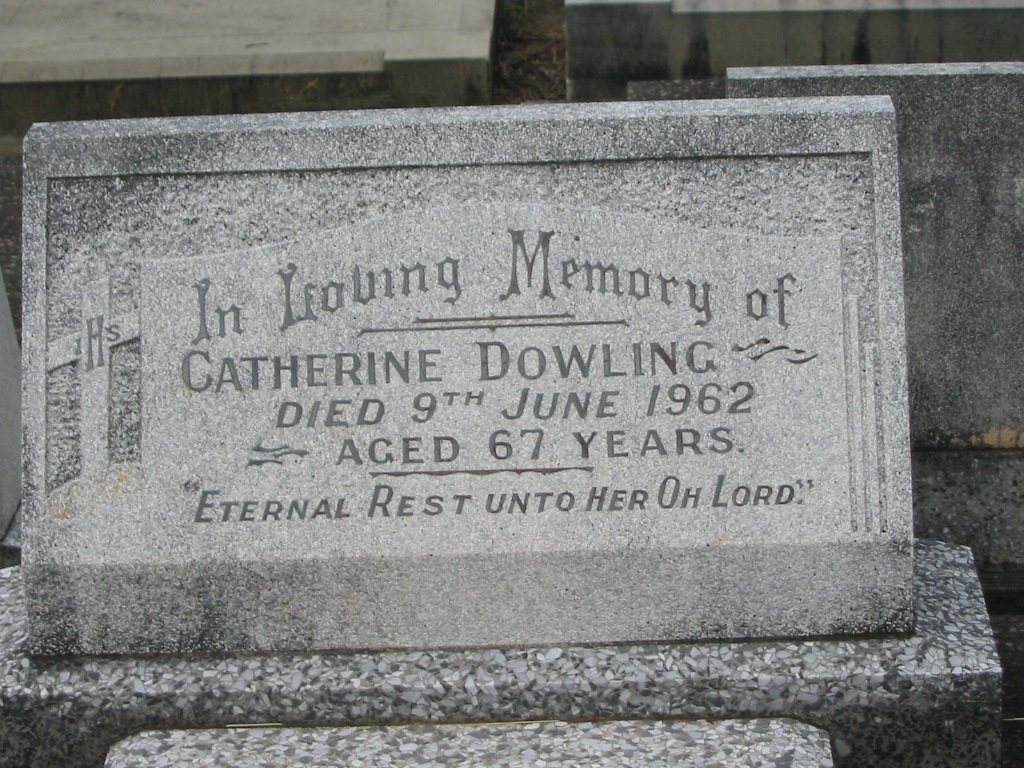 IHS
In Loving Memory of
CATHERINE DOWLING
DIED 9TH JUNE 1962
AGED 67 YEARS.
"ETERNAL REST UNTO HER OH LORD."